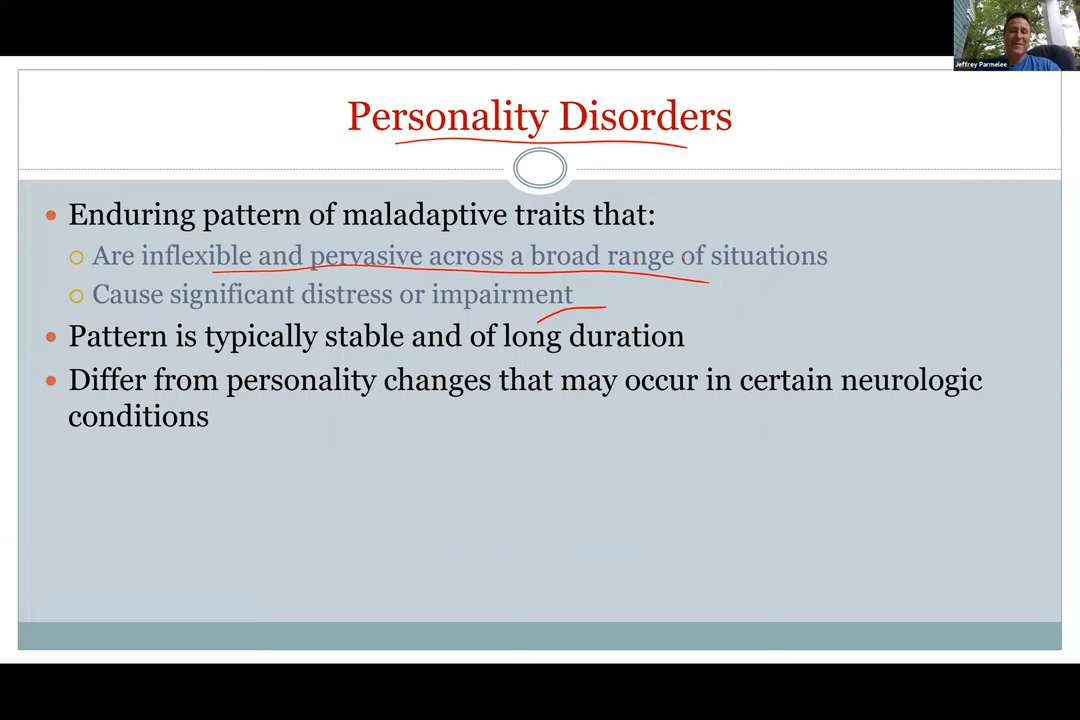 Jeffrey Parmelee
Personality Disorders
Enduring pattern of maladaptive traits that:
Are inflexible and pervasive across a broad range of situations
Cause significant distress or impairment
Pattern is typically stable and of long duration
Differ from personality changes that may occur in certain neurologic
conditions